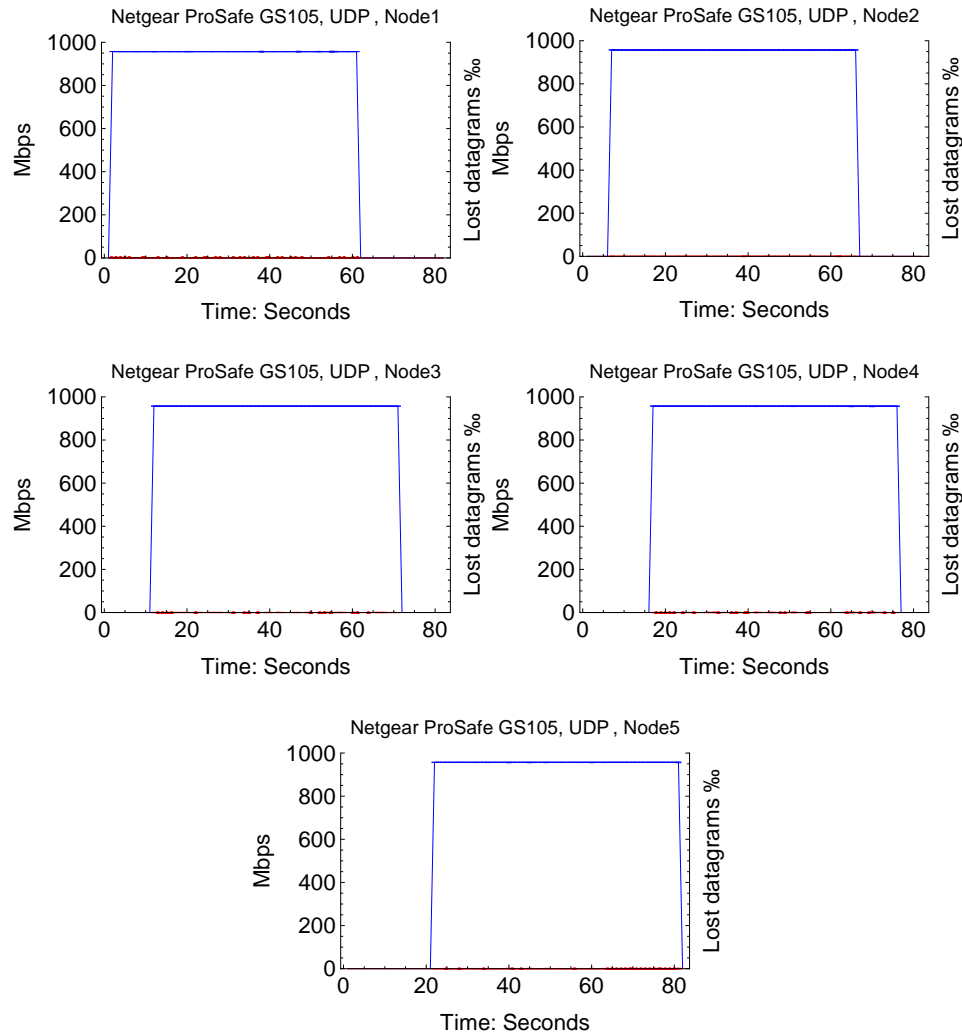 Netgear ProSafe GS105, UDP , Node1
1000
800
600
400
200
0
Mbps
Lost datagrams ‰
0 20 40 60 80
Time: Seconds
Netgear ProSafe GS105, UDP , Node2
1000
800
600
400
200
0
Mbps
Lost datagrams ‰
0 20 40 60 80
Time: Seconds
Netgear ProSafe GS105, UDP , Node3
1000
800
600
400
200
0
Mbps
Lost datagrams ‰
0 20 40 60 80
Time: Seconds
Netgear ProSafe GS105, UDP , Node4
1000
800
600
400
200
0
Mbps
Lost datagrams ‰
0 20 40 60 80
Time: Seconds
Netgear ProSafe GS105, UDP , Node5
1000
800
600
400
200
0
Mbps
Lost datagrams ‰
0 20 40 60 80
Time: Seconds